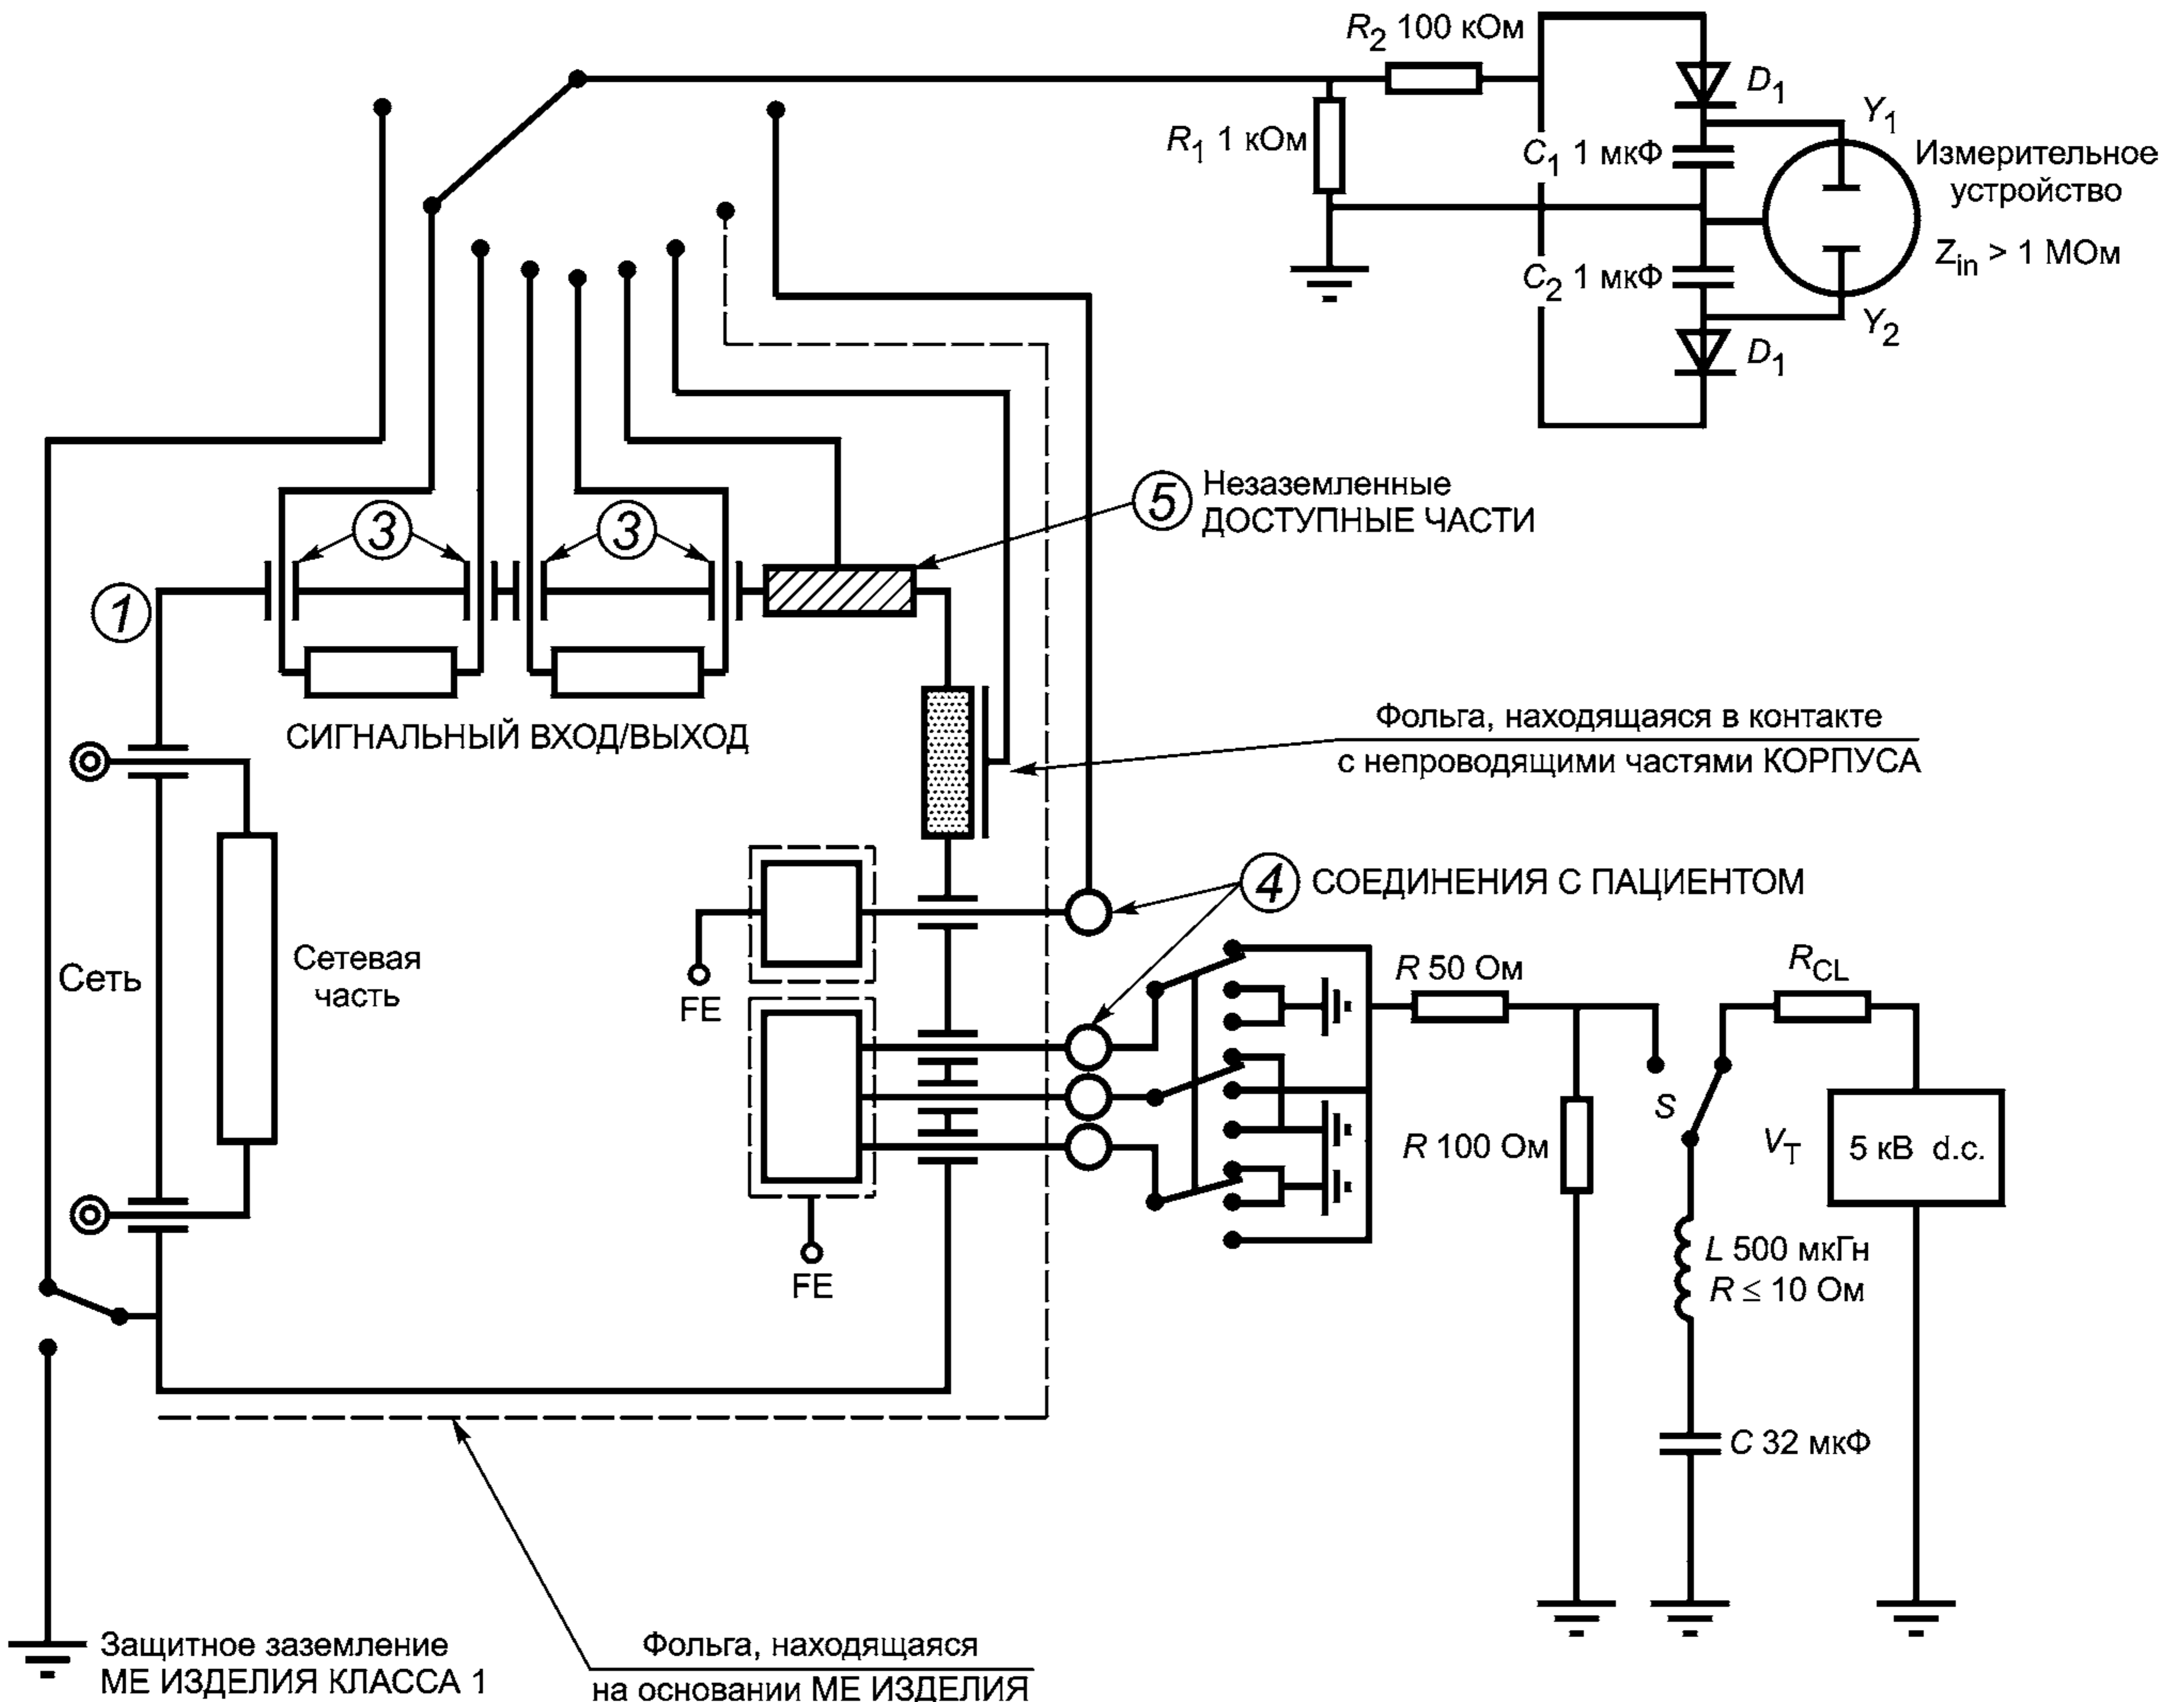 R2 100 кОм
D1
Y1
R1 1 кОм
C1 1 мкФ
Измерительное
устройство
Zin > 1 МОм
C2 1 мкФ
Y2
D1
5
Незаземленные
ДОСТУПНЫЕ ЧАСТИ
3
3
1
СИГНАЛЬНЫЙ ВХОД/ВЫХОД
Фольга, находящаяся в контакте
с непроводящими частями КОРПУСА
4 СОЕДИНЕНИЯ С ПАЦИЕНТОМ
Сеть
Сетевая
часть
FE
FE
R 50 Ом
RCL
S
R 100 Ом
VT
5 кВ d.c.
L 500 мкГн
R ≤ 10 Ом
C 32 мкФ
Защитное заземление
МЕ ИЗДЕЛИЯ КЛАССА 1
Фольга, находящаяся
на основании МЕ ИЗДЕЛИЯ